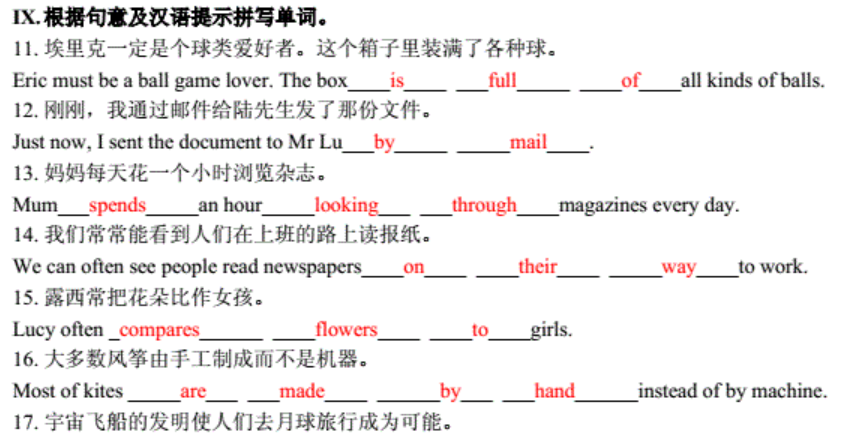 IX.根据句意及汉语提示拼写单词。
11. 埃里克一定是个球类爱好者。这个箱子里装满了各种球。
Eric must be a ball game lover. The box____is____ ___full_____ ____of____all kinds of balls.
12. 刚刚，我通过邮件给陆先生发了那份文件。
Just now, I sent the document to Mr Lu___by_____ _____mail____.
13. 妈妈每天花一个小时浏览杂志。
Mum___spends_____an hour_____looking___ ___through____magazines every day.
14. 我们常常能看到人们在上班的路上读报纸。
We can often see people read newspapers____on____ ____their____ _____way____to work.
15. 露西常把花朵比作女孩。
Lucy often _compares______ ____flowers____ ____to____girls.
16. 大多数风筝由手工制成而不是机器。
Most of kites _____are___ ___made____ ______by___ ___hand______instead of by machine.
17. 宇宙飞船的发明使人们去月球旅行成为可能。